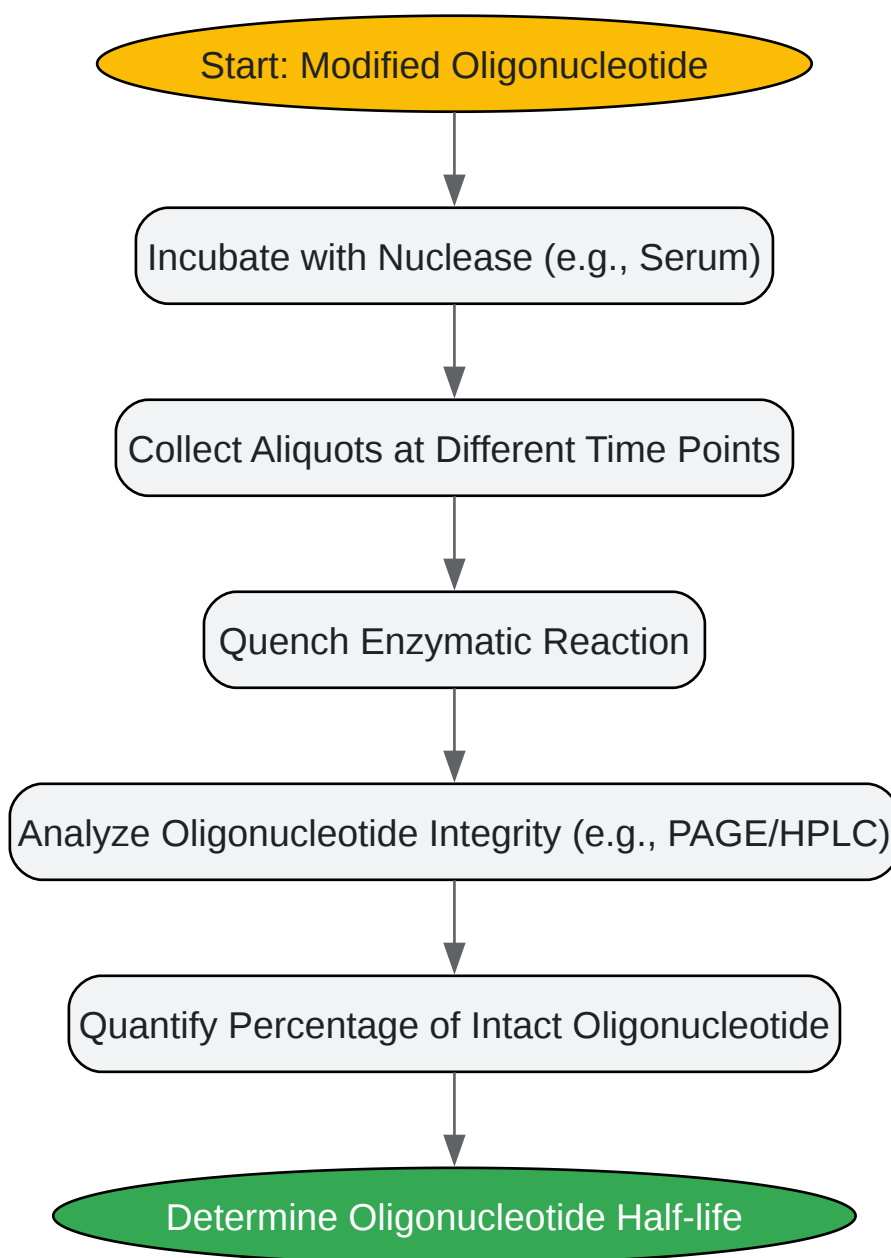 Start: Modified Oligonucleotide
Incubate with Nuclease (e.g., Serum)
Collect Aliquots at Different Time Points
Quench Enzymatic Reaction
Analyze Oligonucleotide Integrity (e.g., PAGE/HPLC)
Quantify Percentage of Intact Oligonucleotide
Determine Oligonucleotide Half-life